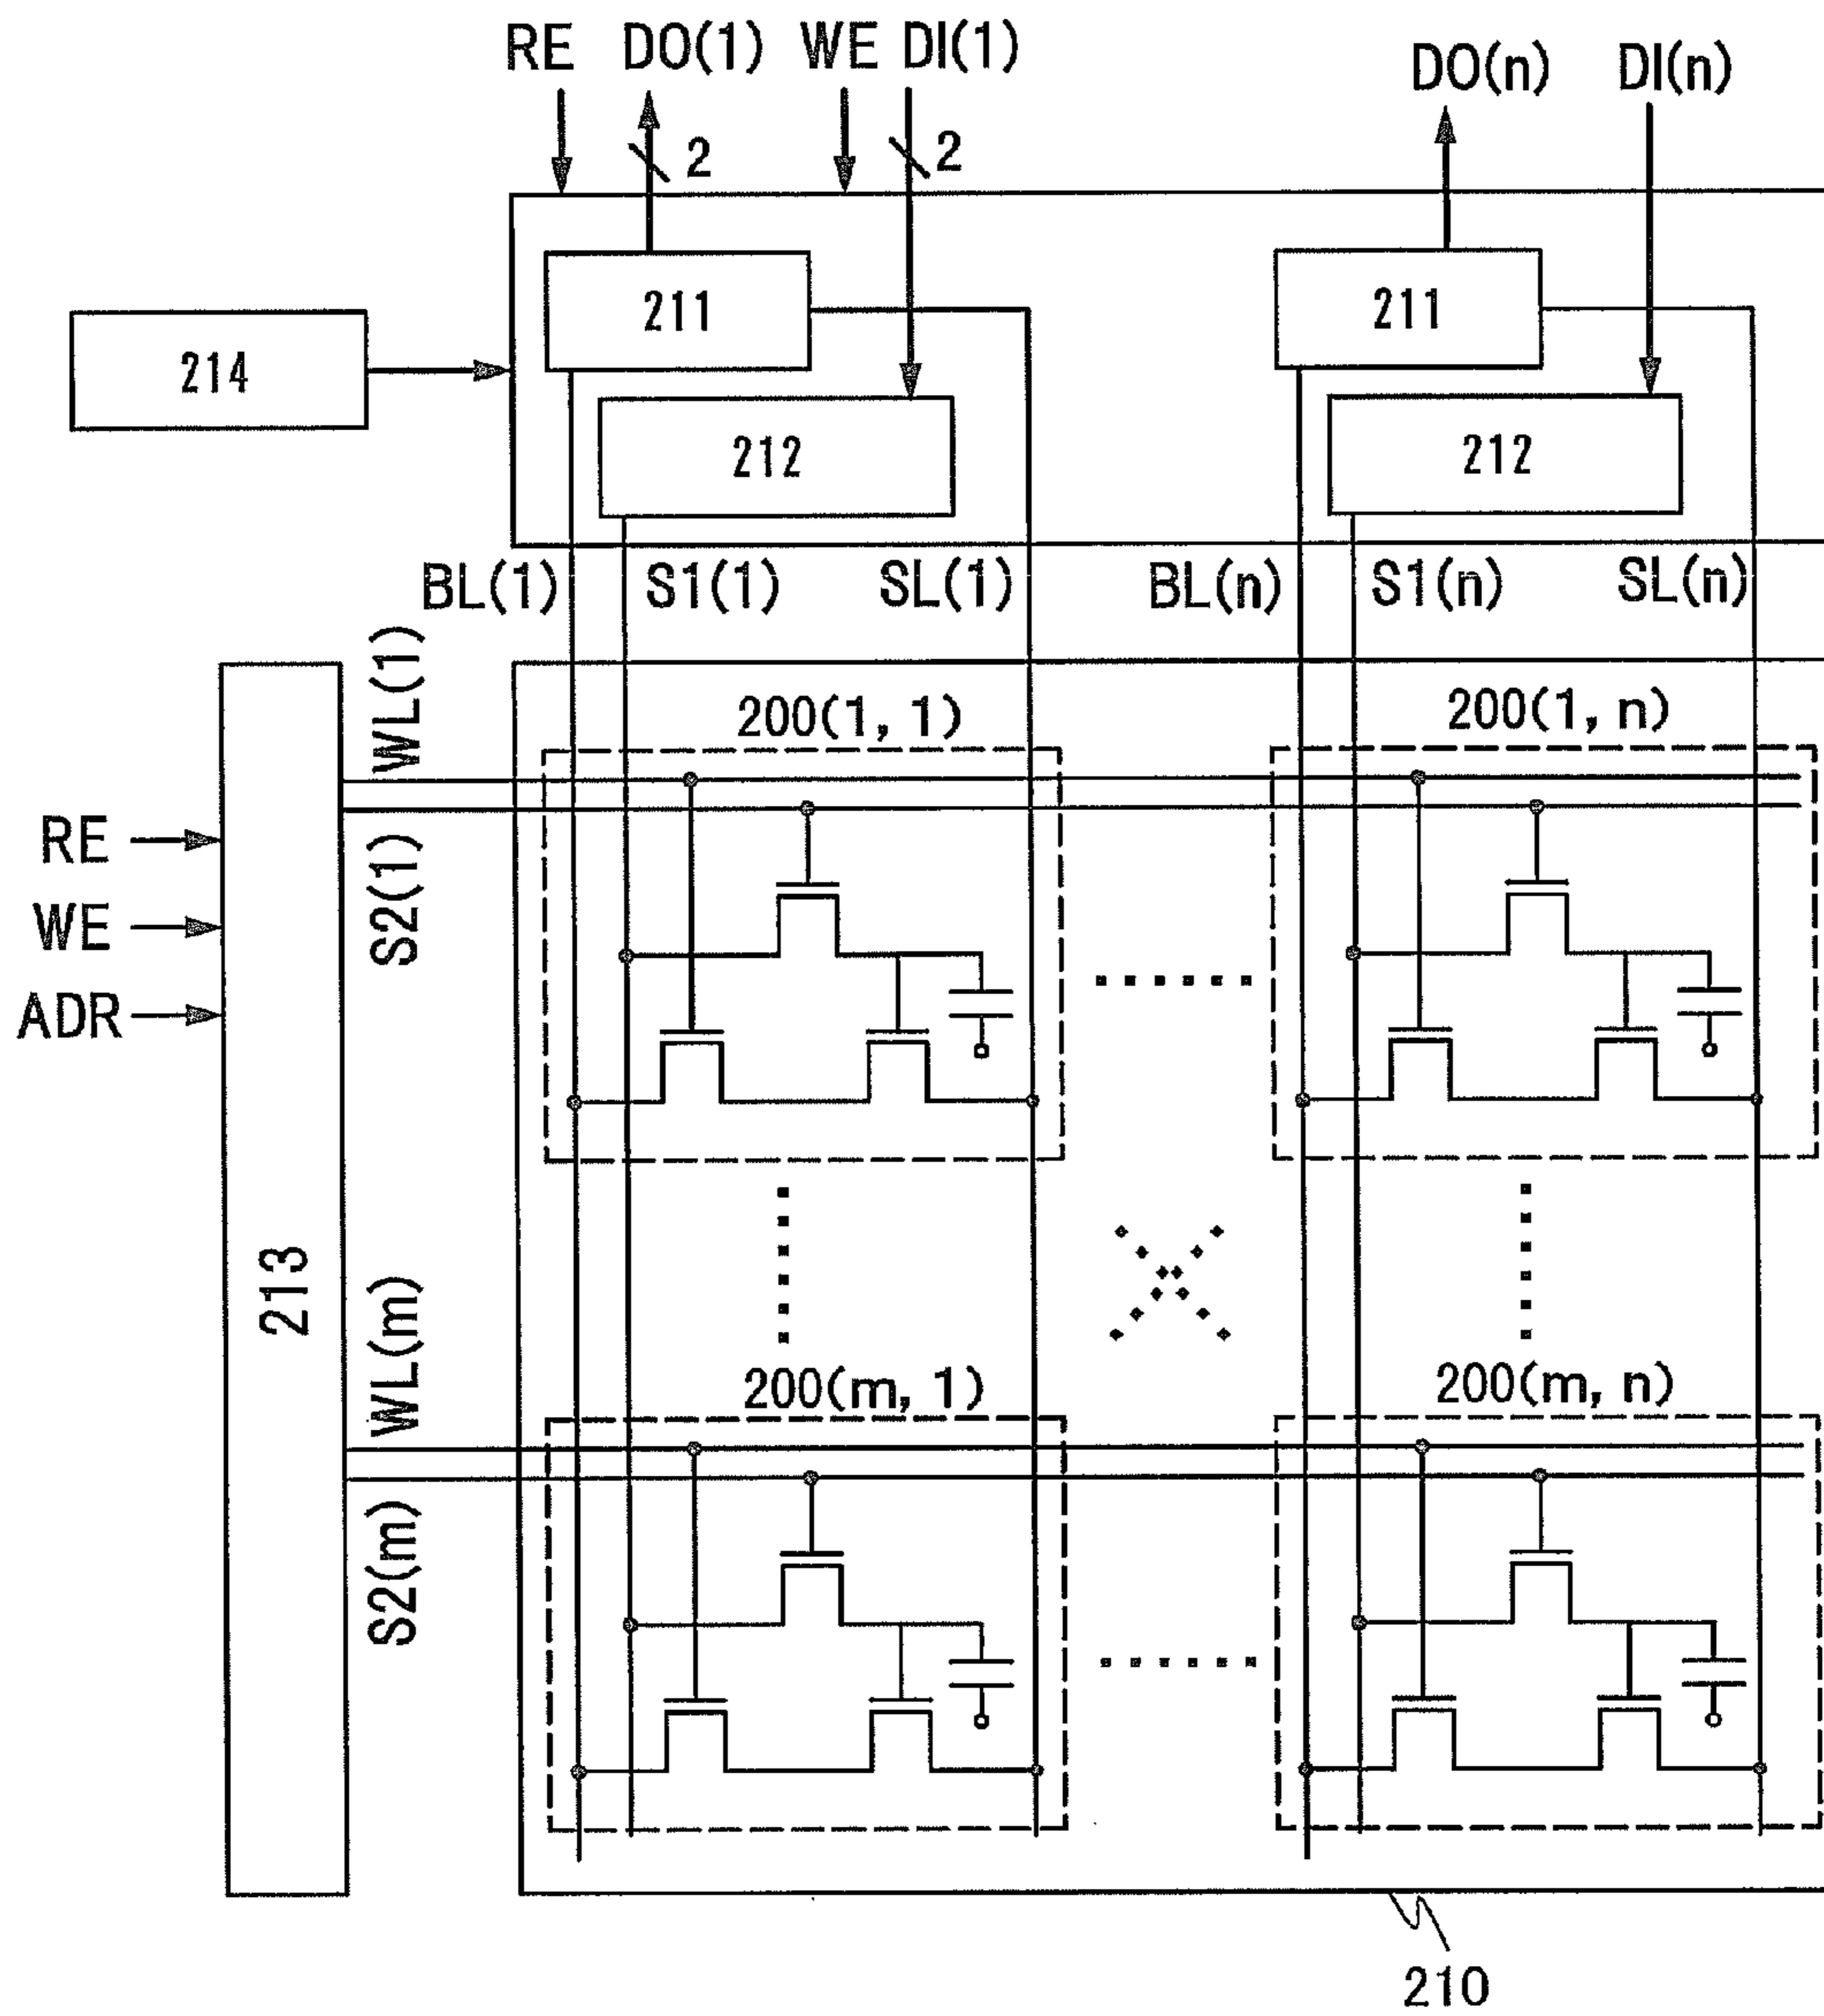 RE DO(1) WE DI(1) DO(n) DI(n)
2 2
211 211
214
212 212
BL(1) S1(1) SL(1) BL(n) S1(n) SL(n)
WL(1)
200(1, 1) 200(1, n)
RE
S2(1)
WE
ADR
213
WL(m)
200(m, 1) 200(m, n)
S2(m)
210